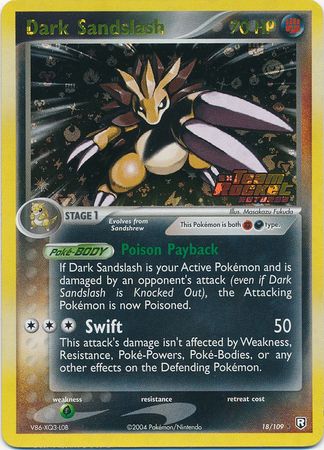 Dark Sandslash 90 HP
Team
Rocket
RETURNS
Illus. Masakazu Fukuda
STAGE 1
Evolves from
Sandshrew
This Pokémon is both type.
Poké-BODY Poison Payback
If Dark Sandslash is your Active Pokémon and is
damaged by an opponent's attack (even if Dark
Sandslash is Knocked Out), the Attacking
Pokémon is now Poisoned.
Swift 50
This attack's damage isn't affected by Weakness,
Resistance, Poké-Powers, Poké-Bodies, or any
other effects on the Defending Pokémon.
weakness resistance retreat cost
VB6-XQ3-L08 ©2004 Pokémon/Nintendo 18/109 R